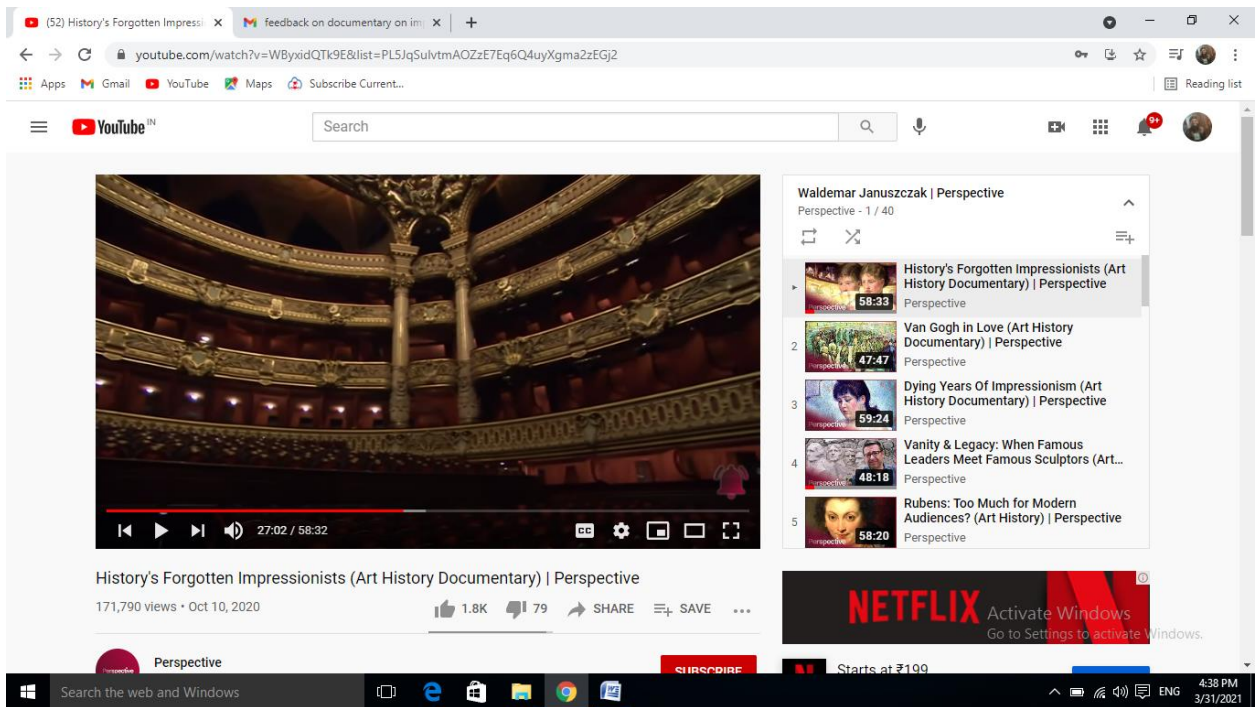 (52) History's Forgotten Impressi
feedback on documentary on im
youtube.com/watch?v=WByxidQTk9E&list=PL5JqSulvtmAOZzE7Eq6Q4uyXgma2zEGj2
Apps Gmail YouTube Maps Subscribe Current... Reading list
YouTube IN
Search
9+
Waldemar Januszczak | Perspective
Perspective - 1 / 40
History's Forgotten Impressionists (Art
History Documentary) | Perspective
Perspective
58:33
2
Van Gogh in Love (Art History
Documentary) | Perspective
Perspective
47:47
3
Dying Years Of Impressionism (Art
History Documentary) | Perspective
Perspective
59:24
4
Vanity & Legacy: When Famous
Leaders Meet Famous Sculptors (Art...
Perspective
48:18
5
Rubens: Too Much for Modern
Audiences? (Art History) | Perspective
Perspective
58:20
27:02 / 58:32
CC
History's Forgotten Impressionists (Art History Documentary) | Perspective
171,790 views • Oct 10, 2020
1.8K 79 SHARE SAVE
Perspective
SUBSCRIBE
NETFLIX
Starts at ₹199
Activate Windows
Go to Settings to activate Windows.
Search the web and Windows
ENG
4:38 PM
3/31/2021